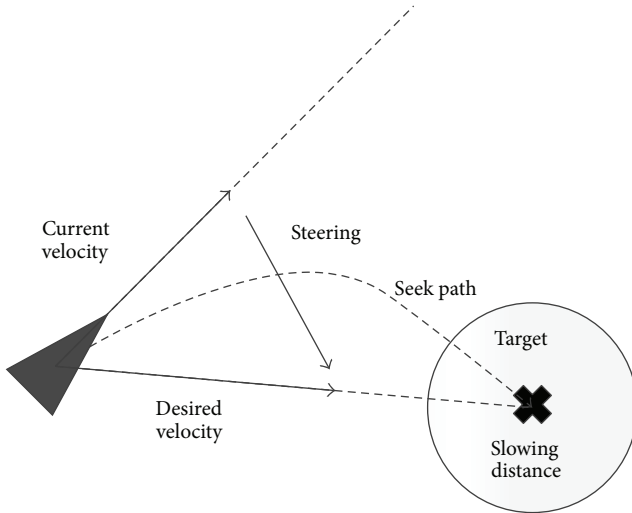 Current
velocity
Steering
Seek path
Target
Desired
velocity
Slowing
distance